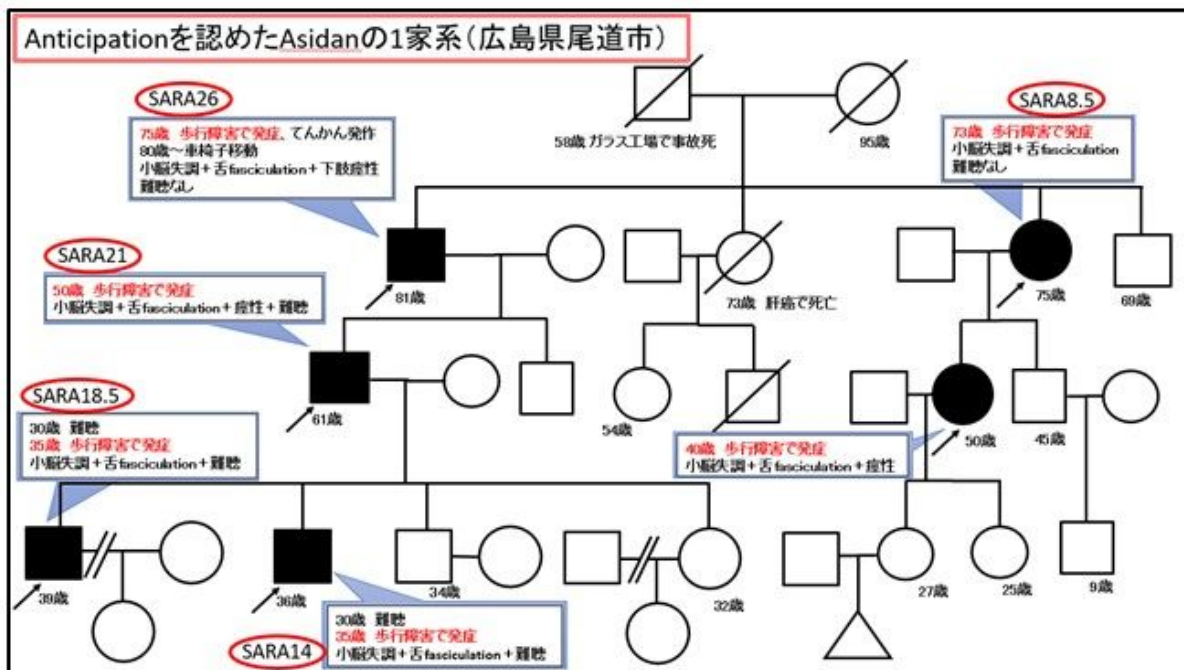 Anticipationを認めたAsidanの1家系（広島県尾道市）
SARA26
75歳　歩行障害で発症、てんかん発作
80歳～車椅子移動
小脳失調＋舌fasciculation＋下肢痙性
難聴なし
58歳 ガラス工場で事故死
95歳
SARA8.5
73歳　歩行障害で発症
小脳失調＋舌fasciculation
難聴なし
81歳
73歳　肝癌で死亡
75歳
69歳
SARA21
50歳　歩行障害で発症
小脳失調＋舌fasciculation＋痙性＋難聴
61歳
54歳
50歳
45歳
40歳　歩行障害で発症
小脳失調＋舌fasciculation＋痙性
SARA18.5
30歳　難聴
35歳　歩行障害で発症
小脳失調＋舌fasciculation＋難聴
39歳
36歳
34歳
32歳
27歳
25歳
9歳
SARA14
30歳　難聴
35歳　歩行障害で発症
小脳失調＋舌fasciculation＋難聴